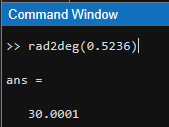 Command Window
>> rad2deg(0.5236)
ans =
30.0001